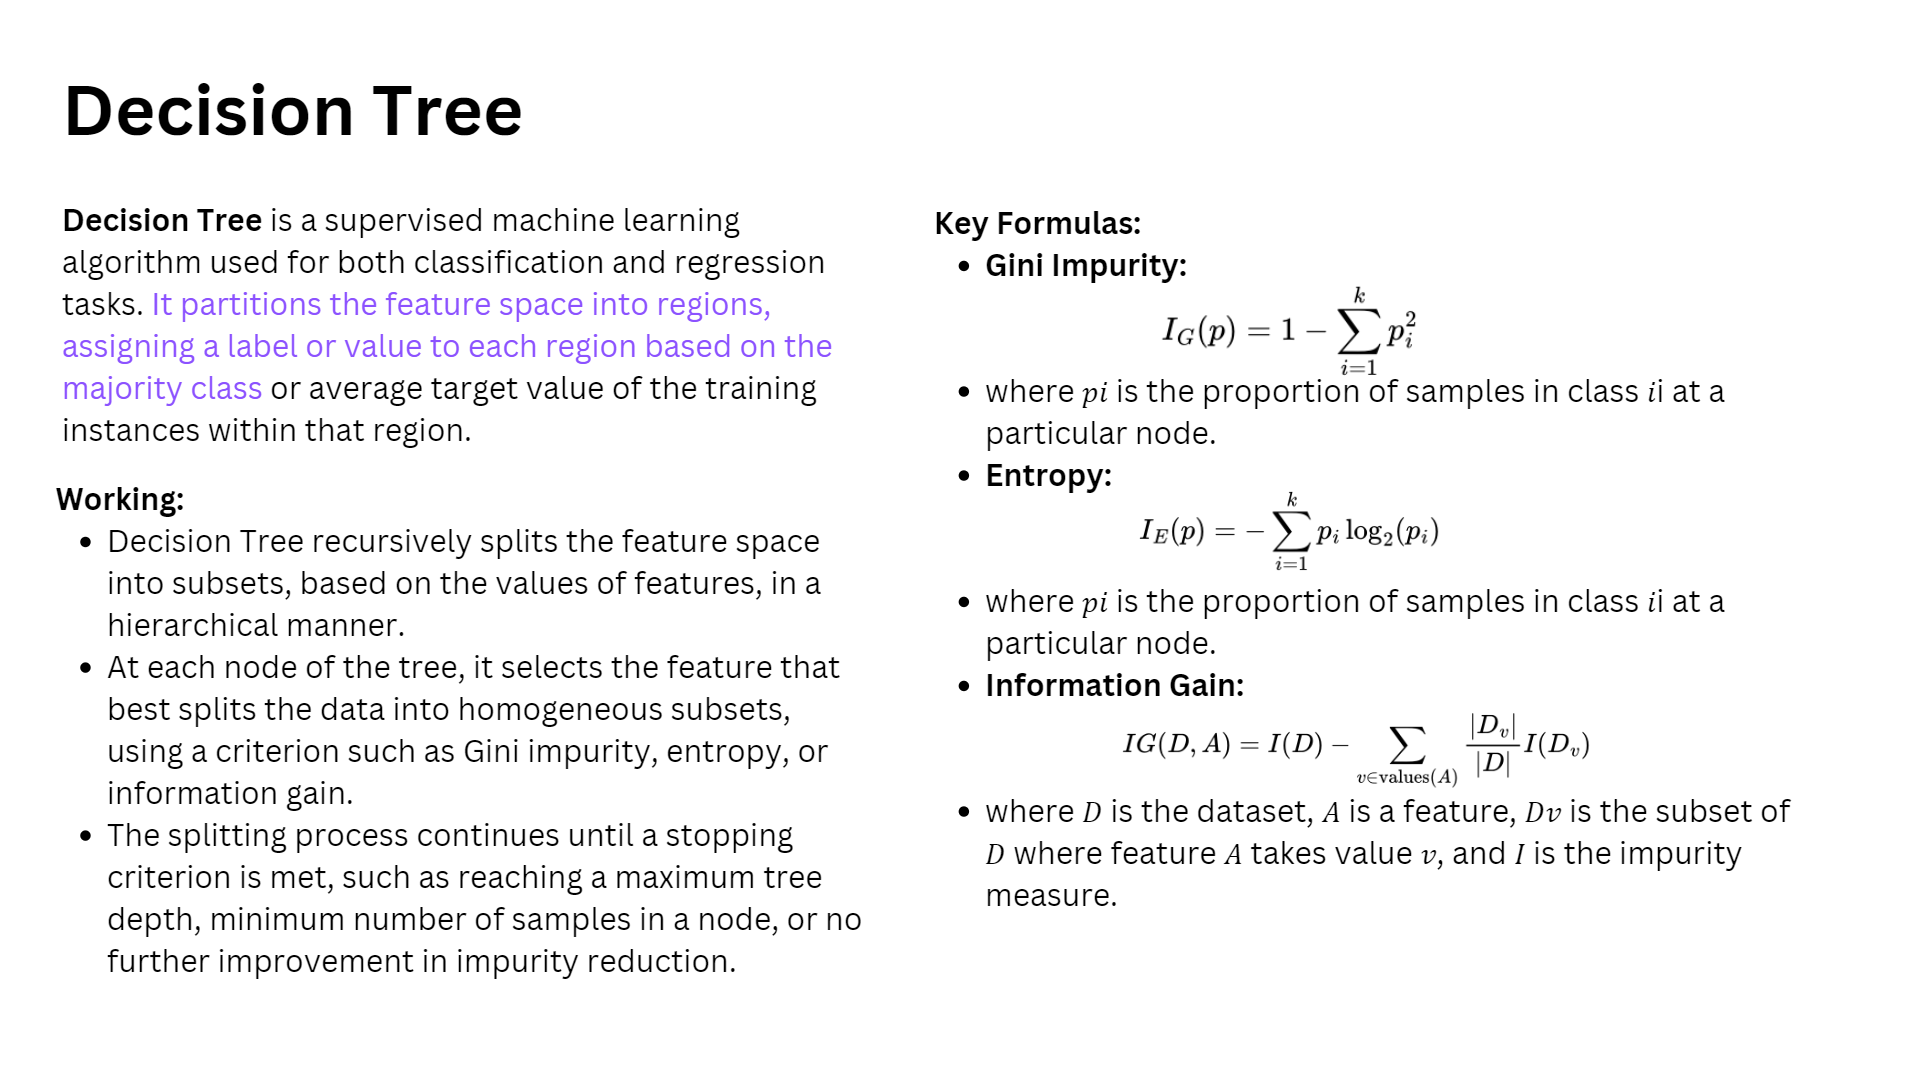 Decision Tree
Decision Tree is a supervised machine learning
algorithm used for both classification and regression
tasks. It partitions the feature space into regions,
assigning a label or value to each region based on the
majority class or average target value of the training
instances within that region.
Working:
• Decision Tree recursively splits the feature space
into subsets, based on the values of features, in a
hierarchical manner.
• At each node of the tree, it selects the feature that
best splits the data into homogeneous subsets,
using a criterion such as Gini impurity, entropy, or
information gain.
• The splitting process continues until a stopping
criterion is met, such as reaching a maximum tree
depth, minimum number of samples in a node, or no
further improvement in impurity reduction.
Key Formulas:
• Gini Impurity:
I_G(p) = 1 − ∑_{i=1}^{k} p_i^2
• where 𝑝𝑖 is the proportion of samples in class 𝑖i at a
particular node.
• Entropy:
I_E(p) = − ∑_{i=1}^{k} p_i log_2(p_i)
• where 𝑝𝑖 is the proportion of samples in class 𝑖i at a
particular node.
• Information Gain:
IG(D, A) = I(D) − ∑_{v∈values(A)} |D_v|/|D| I(D_v)
• where 𝐷 is the dataset, 𝐴 is a feature, 𝐷𝑣 is the subset of
𝐷 where feature 𝐴 takes value 𝑣, and 𝐼 is the impurity
measure.